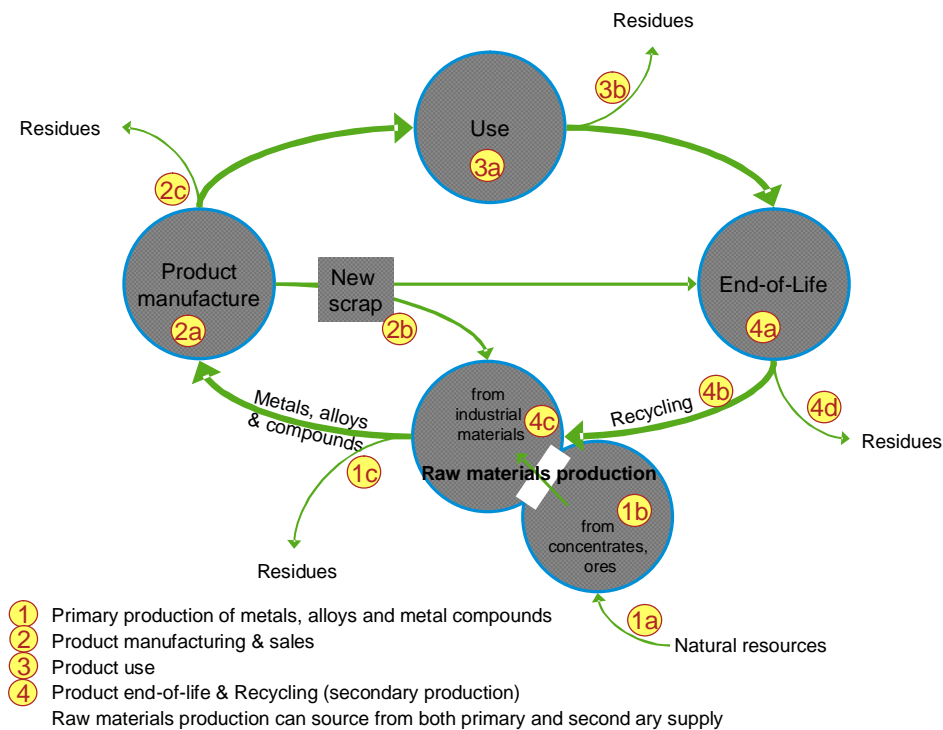 Residues
3b
Use
3a
Residues
2c
Product
manufacture
2a
New
scrap
2b
End-of-Life
4a
from
industrial
materials
4c
Recycling
4b
4d
Residues
Metals, alloys
& compounds
1c
Raw materials production
1b
from
concentrates,
ores
Residues
1a
Natural resources
1 Primary production of metals, alloys and metal compounds
2 Product manufacturing & sales
3 Product use
4 Product end-of-life & Recycling (secondary production)
Raw materials production can source from both primary and second ary supply